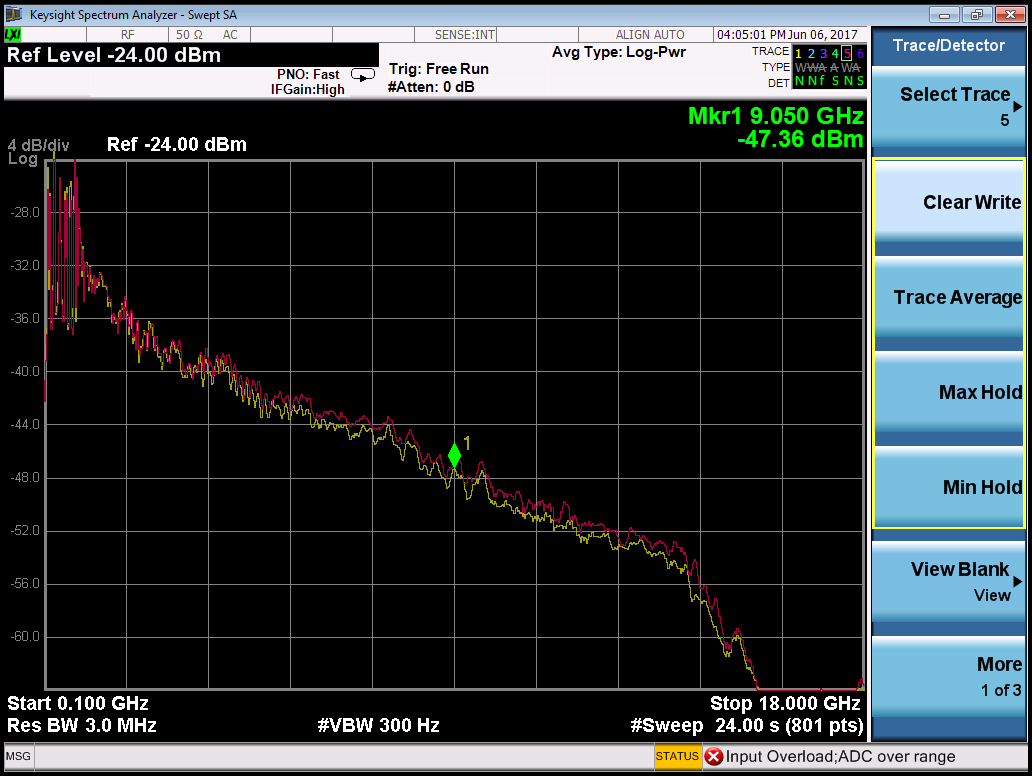 Keysight Spectrum Analyzer - Swept SA
LXI
RF
50 Ω
AC
SENSE:INT
ALIGN AUTO
04:05:01 PM Jun 06, 2017
Ref Level -24.00 dBm
PNO: Fast
IFGain:High
Trig: Free Run
#Atten: 0 dB
Avg Type: Log-Pwr
TRACE 1 2 3 4 5 6
TYPE WWWA A WA
DET N N f S N S
Mkr1 9.050 GHz
-47.36 dBm
4 dB/div
Log
Ref -24.00 dBm
-28.0
-32.0
-36.0
-40.0
-44.0
-48.0
-52.0
-56.0
-60.0
1
Start 0.100 GHz
Stop 18.000 GHz
Res BW 3.0 MHz
#VBW 300 Hz
#Sweep 24.00 s (801 pts)
MSG
STATUS
Input Overload;ADC over range
Trace/Detector
Select Trace
5
Clear Write
Trace Average
Max Hold
Min Hold
View Blank
View
More
1 of 3